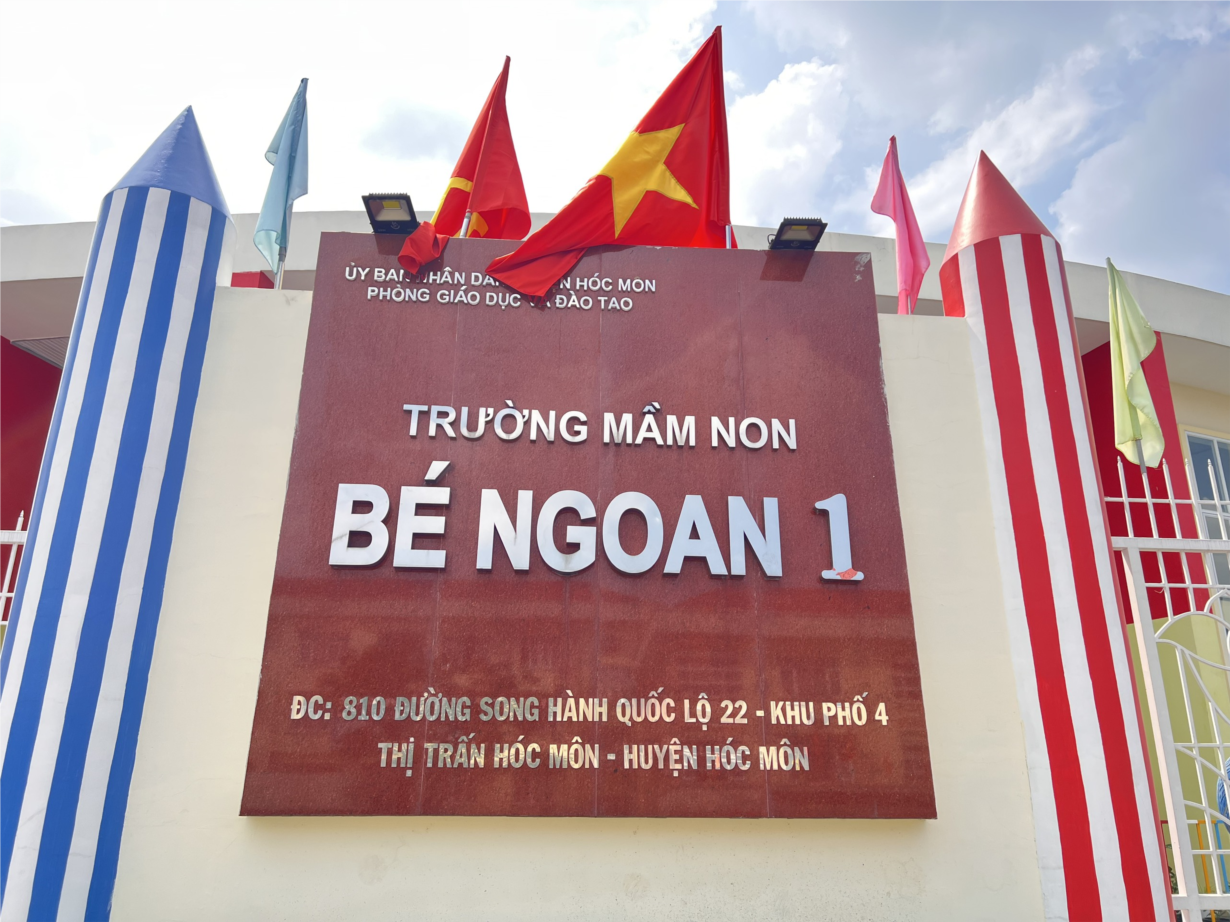 ỦY BAN NHÂN DÂN HÓC MÔN
PHÒNG GIÁO DỤC VÀ ĐÀO TẠO
TRƯỜNG MẦM NON
BÉ NGOAN 1
ĐC: 810 ĐƯỜNG SONG HÀNH QUỐC LỘ 22 - KHU PHỐ 4
THỊ TRẤN HÓC MÔN - HUYỆN HÓC MÔN